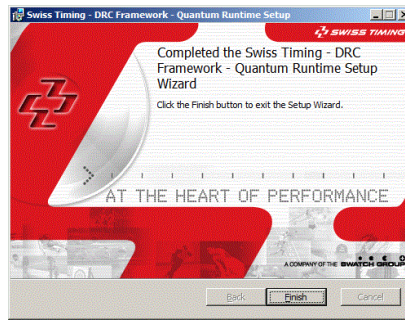 Swiss Timing - DRC Framework - Quantum Runtime Setup
SWISS TIMING
Completed the Swiss Timing - DRC
Framework - Quantum Runtime Setup
Wizard
Click the Finish button to exit the Setup Wizard.
AT THE HEART OF PERFORMANCE
A COMPANY OF THE SWATCH GROUP
Back
Finish
Cancel